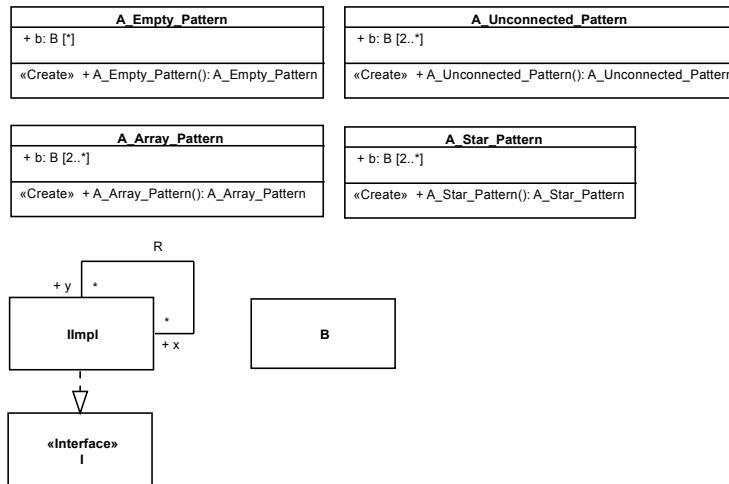 A_Empty_Pattern
+ b: B [*]
«Create» + A_Empty_Pattern(): A_Empty_Pattern
A_Unconnected_Pattern
+ b: B [2..*]
«Create» + A_Unconnected_Pattern(): A_Unconnected_Pattern
A_Array_Pattern
+ b: B [2..*]
«Create» + A_Array_Pattern(): A_Array_Pattern
A_Star_Pattern
+ b: B [2..*]
«Create» + A_Star_Pattern(): A_Star_Pattern
R
+ y *
IImpl
*
+ x
B
«Interface»
I